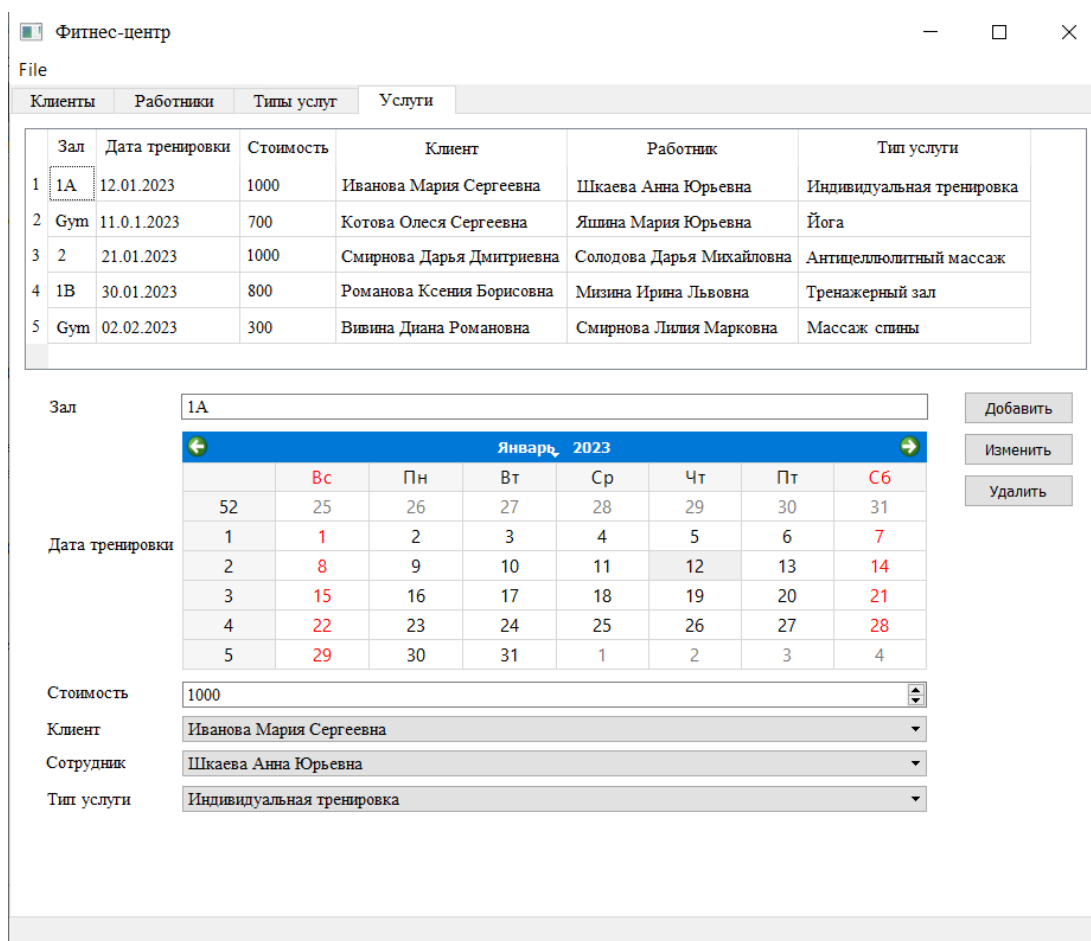 Фитнес-центр
File
Клиенты Работники Типы услуг Услуги
Зал Дата тренировки Стоимость Клиент Работник Тип услуги
1 1A 12.01.2023 1000 Иванова Мария Сергеевна Шкаева Анна Юрьевна Индивидуальная тренировка
2 Gym 11.0.1.2023 700 Котова Олеся Сергеевна Яшина Мария Юрьевна Йога
3 2 21.01.2023 1000 Смирнова Дарья Дмитриевна Солодова Дарья Михайловна Антицеллюлитный массаж
4 1B 30.01.2023 800 Романова Ксения Борисовна Мизина Ирина Львовна Тренажерный зал
5 Gym 02.02.2023 300 Вивина Диана Романовна Смирнова Лилия Марковна Массаж спины
Зал 1A Добавить
Январь, 2023 Изменить
Вс Пн Вт Ср Чт Пт Сб
52 25 26 27 28 29 30 31 Удалить
1 1 2 3 4 5 6 7
Дата тренировки
2 8 9 10 11 12 13 14
3 15 16 17 18 19 20 21
4 22 23 24 25 26 27 28
5 29 30 31 1 2 3 4
Стоимость 1000
Клиент Иванова Мария Сергеевна
Сотрудник Шкаева Анна Юрьевна
Тип услуги Индивидуальная тренировка